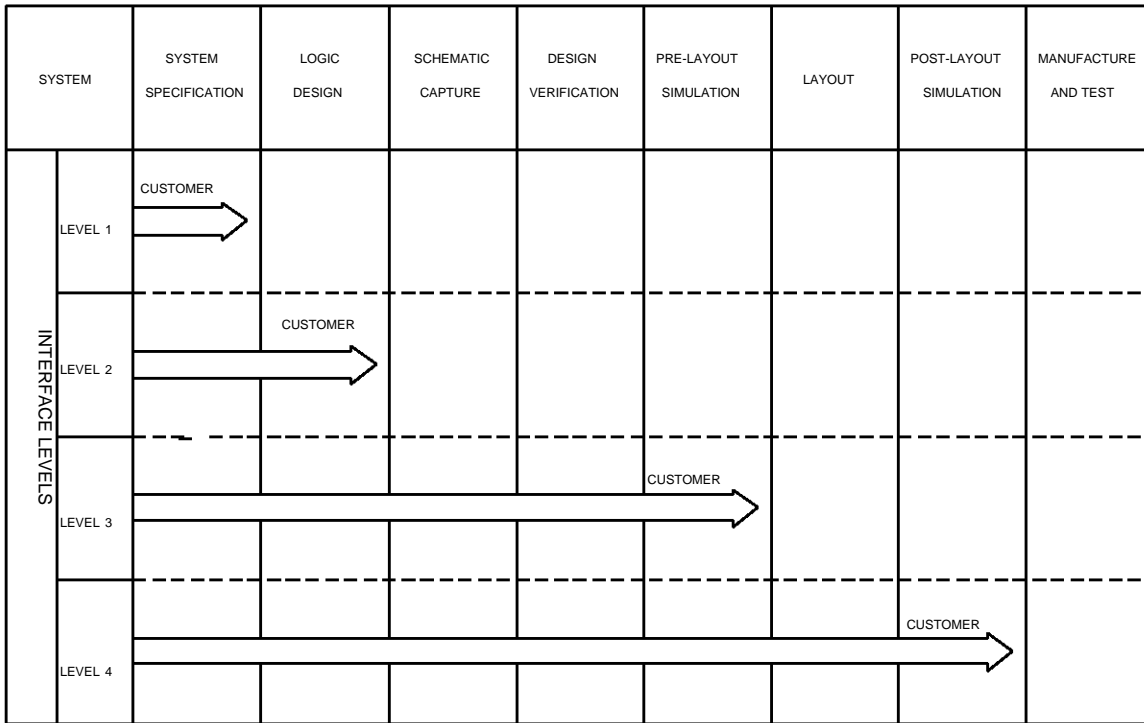 SYSTEM
SYSTEM
SPECIFICATION
LOGIC
DESIGN
SCHEMATIC
CAPTURE
DESIGN
VERIFICATION
PRE-LAYOUT
SIMULATION
LAYOUT
POST-LAYOUT
SIMULATION
MANUFACTURE
AND TEST
INTERFACE LEVELS
LEVEL 1
CUSTOMER
LEVEL 2
CUSTOMER
LEVEL 3
CUSTOMER
LEVEL 4
CUSTOMER